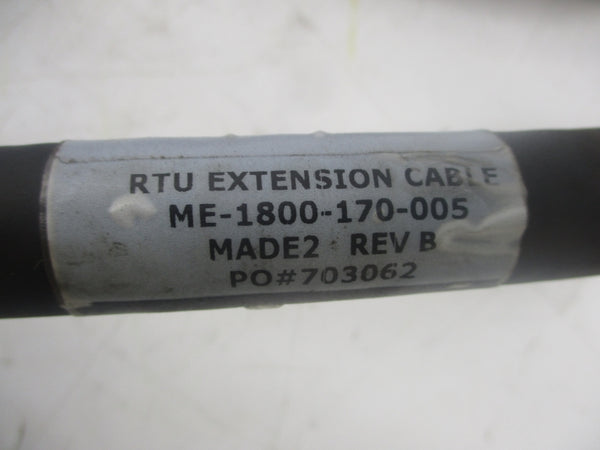 RTU EXTENSION CABLE
ME-1800-170-005
MADE2 REV B
PO#703062